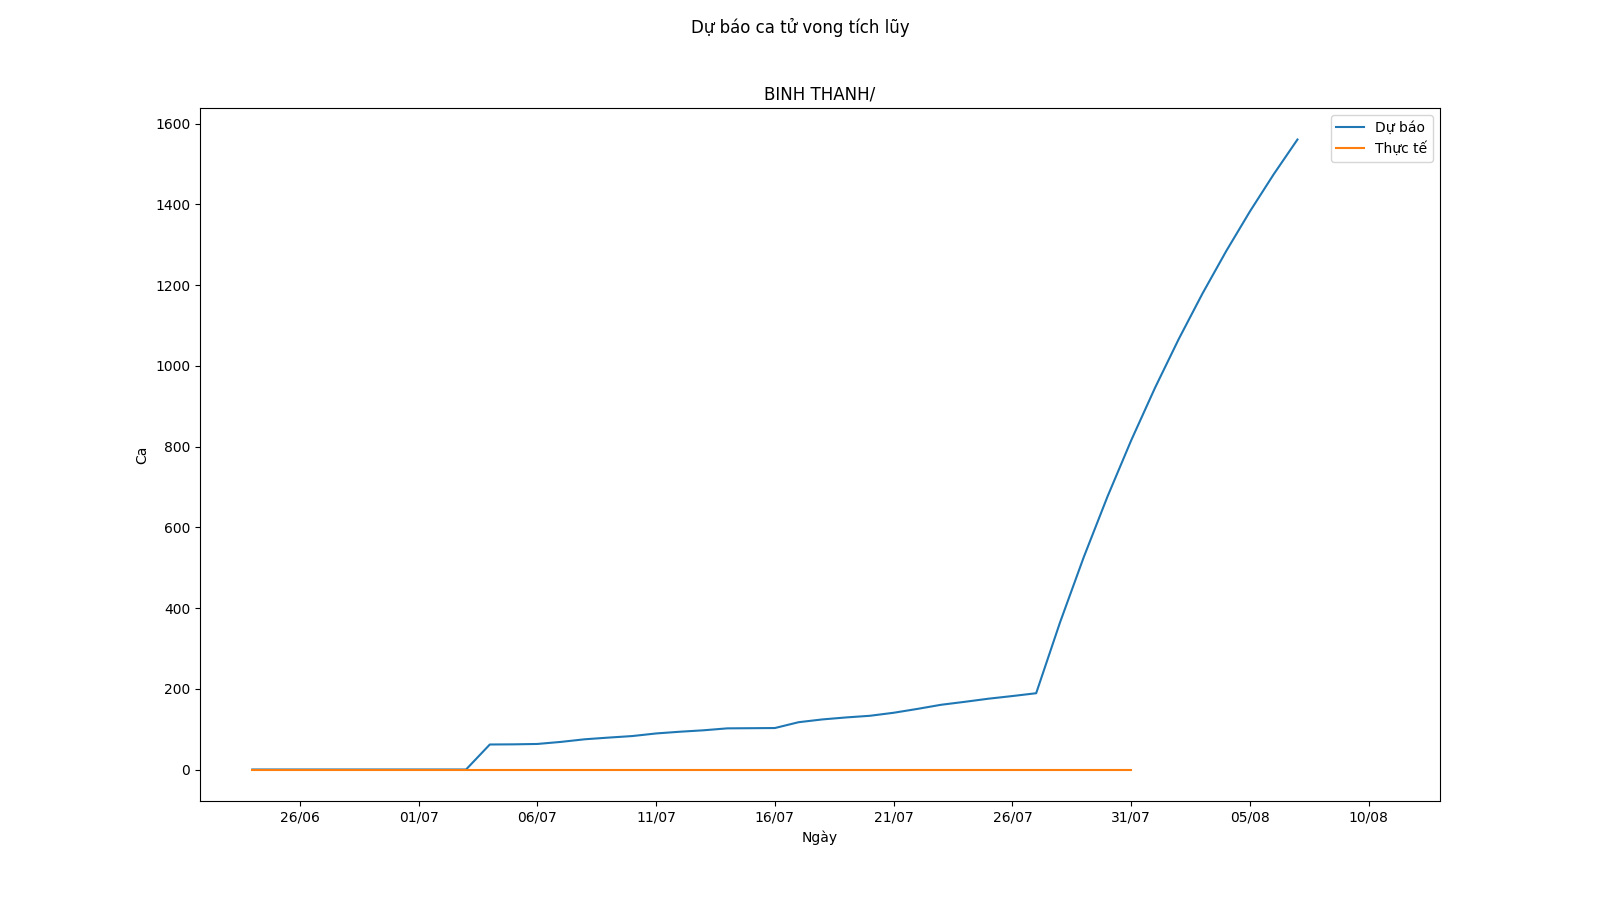 Dự báo ca tử vong tích lũy
BINH THANH/
Dự báo
Thực tế
1600
1400
1200
1000
800
600
400
200
0
Ca
26/06 01/07 06/07 11/07 16/07 21/07 26/07 31/07 05/08 10/08
Ngày